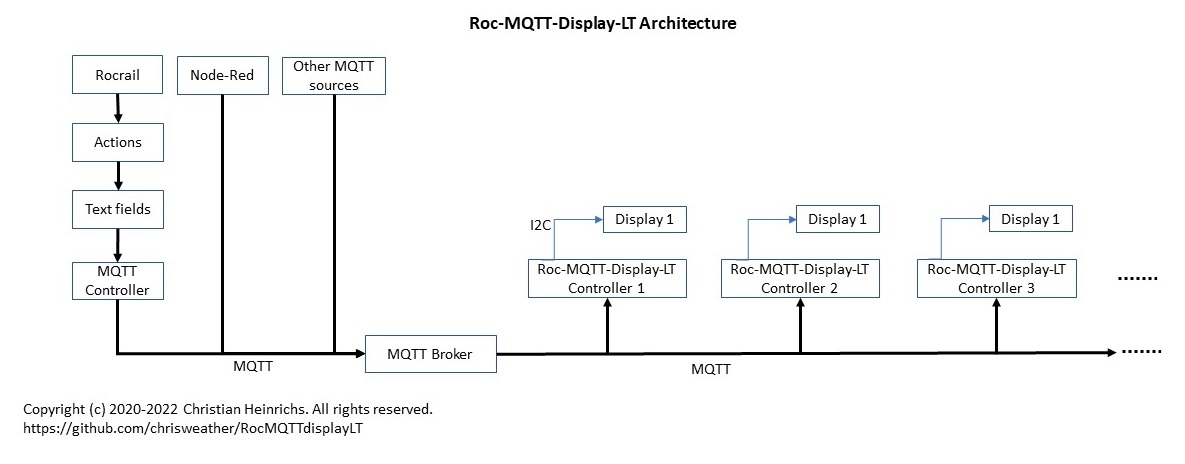 Roc-MQTT-Display-LT Architecture
Rocrail
Node-Red
Other MQTT
sources
Actions
Text fields
MQTT
Controller
I2C
Display 1
Display 1
Display 1
Roc-MQTT-Display-LT
Controller 1
Roc-MQTT-Display-LT
Controller 2
Roc-MQTT-Display-LT
Controller 3
.......
MQTT
MQTT Broker
MQTT
.......
Copyright (c) 2020-2022 Christian Heinrichs. All rights reserved.
https://github.com/chrisweather/RocMQTTdisplayLT